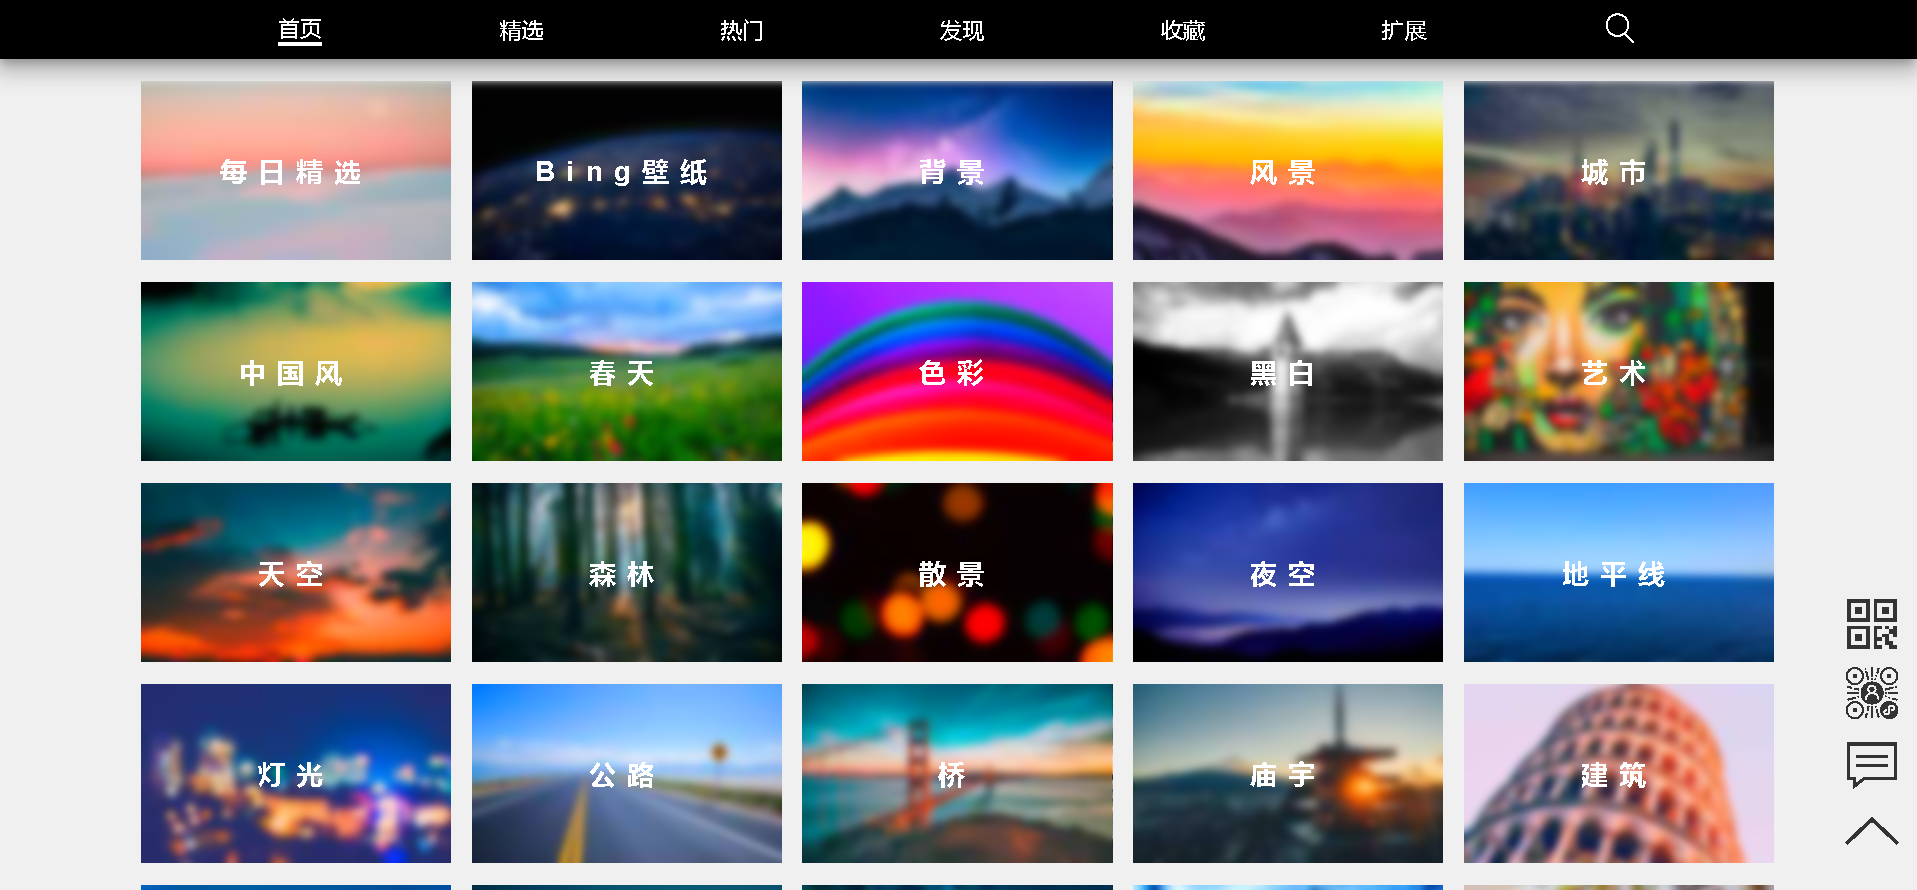 首页 精选 热门 发现 收藏 扩展
每日精选 Bing壁纸 背景 风景 城市
中国风 春天 色彩 黑白 艺术
天空 森林 散景 夜空 地平线
灯光 公路 桥 庙宇 建筑